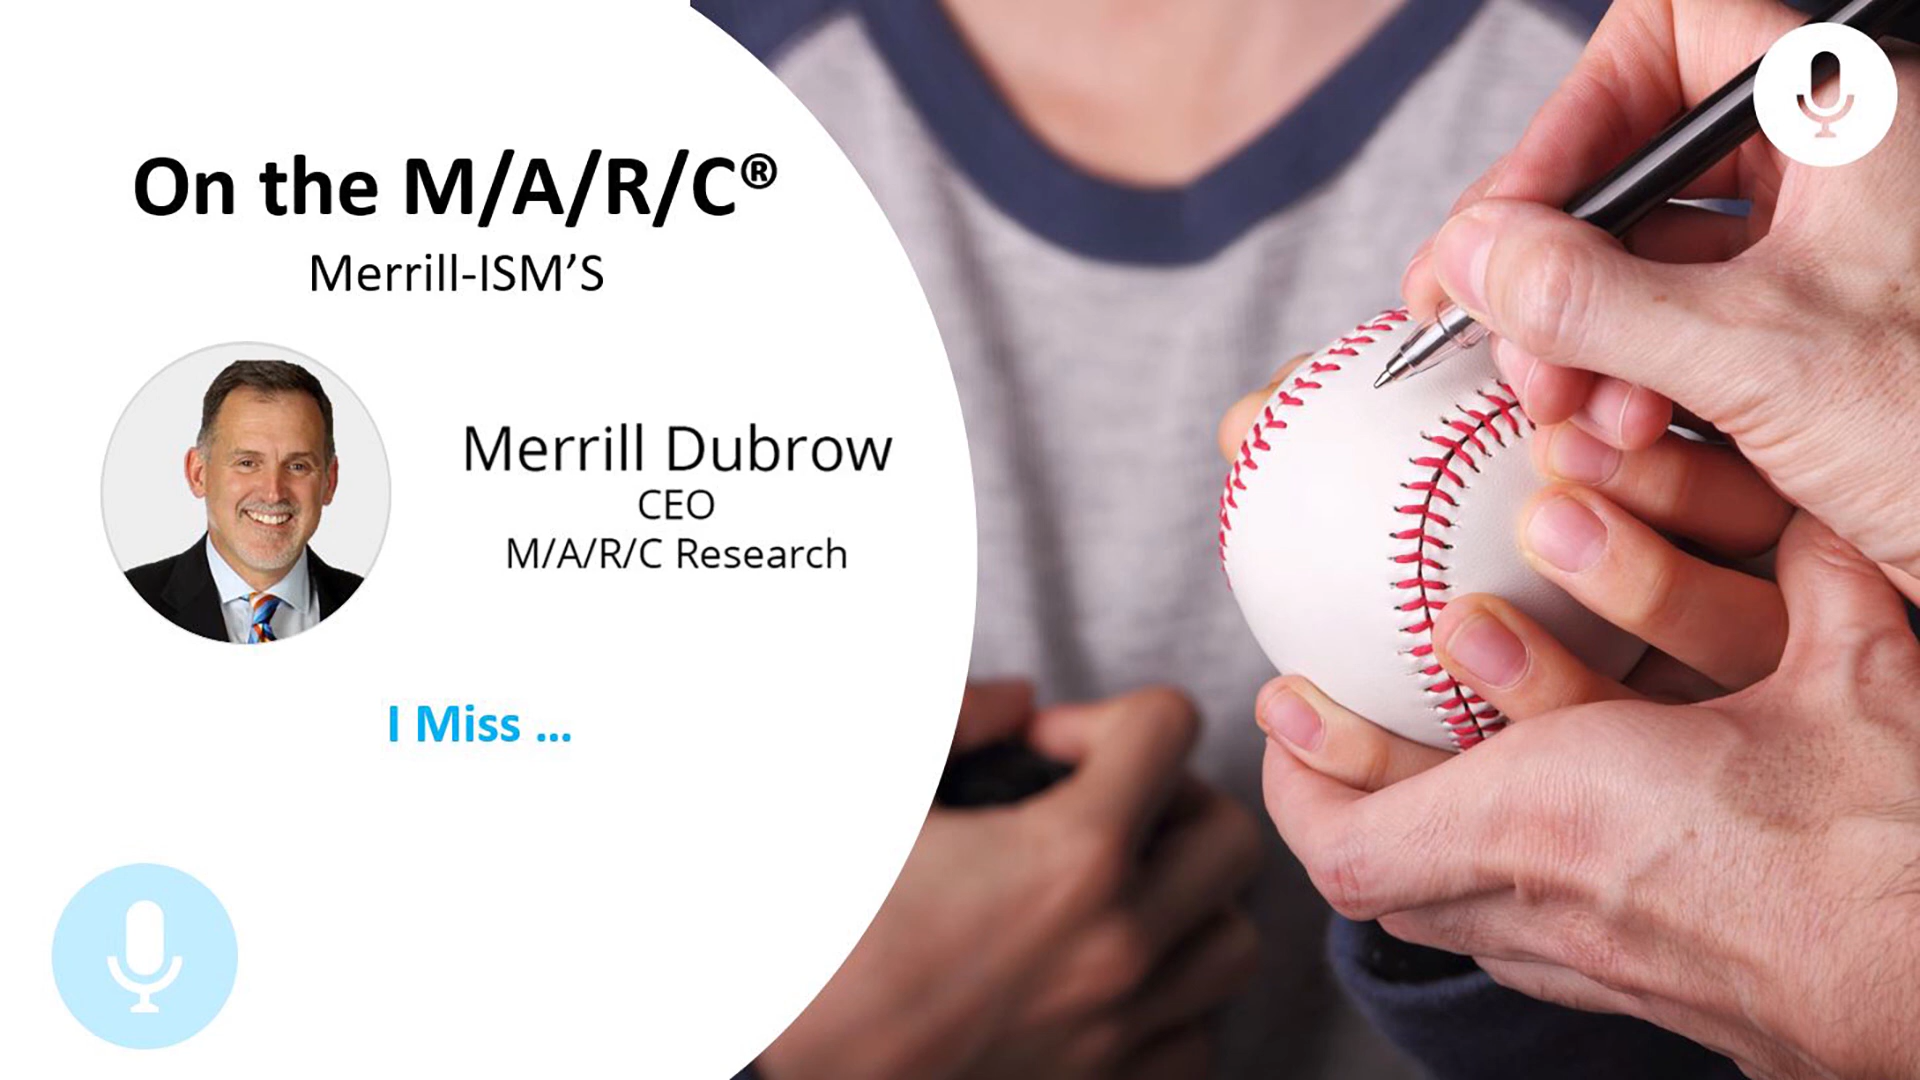 On the M/A/R/C®
Merrill-ISM’S
Merrill Dubrow
CEO
M/A/R/C Research
I Miss ...